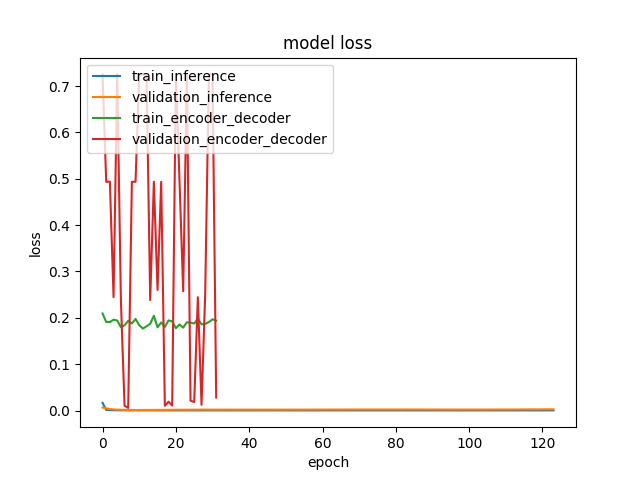 model loss
train_inference
validation_inference
train_encoder_decoder
validation_encoder_decoder
0.7
0.6
0.5
0.4
0.3
0.2
0.1
0.0
loss
0 20 40 60 80 100 120
epoch